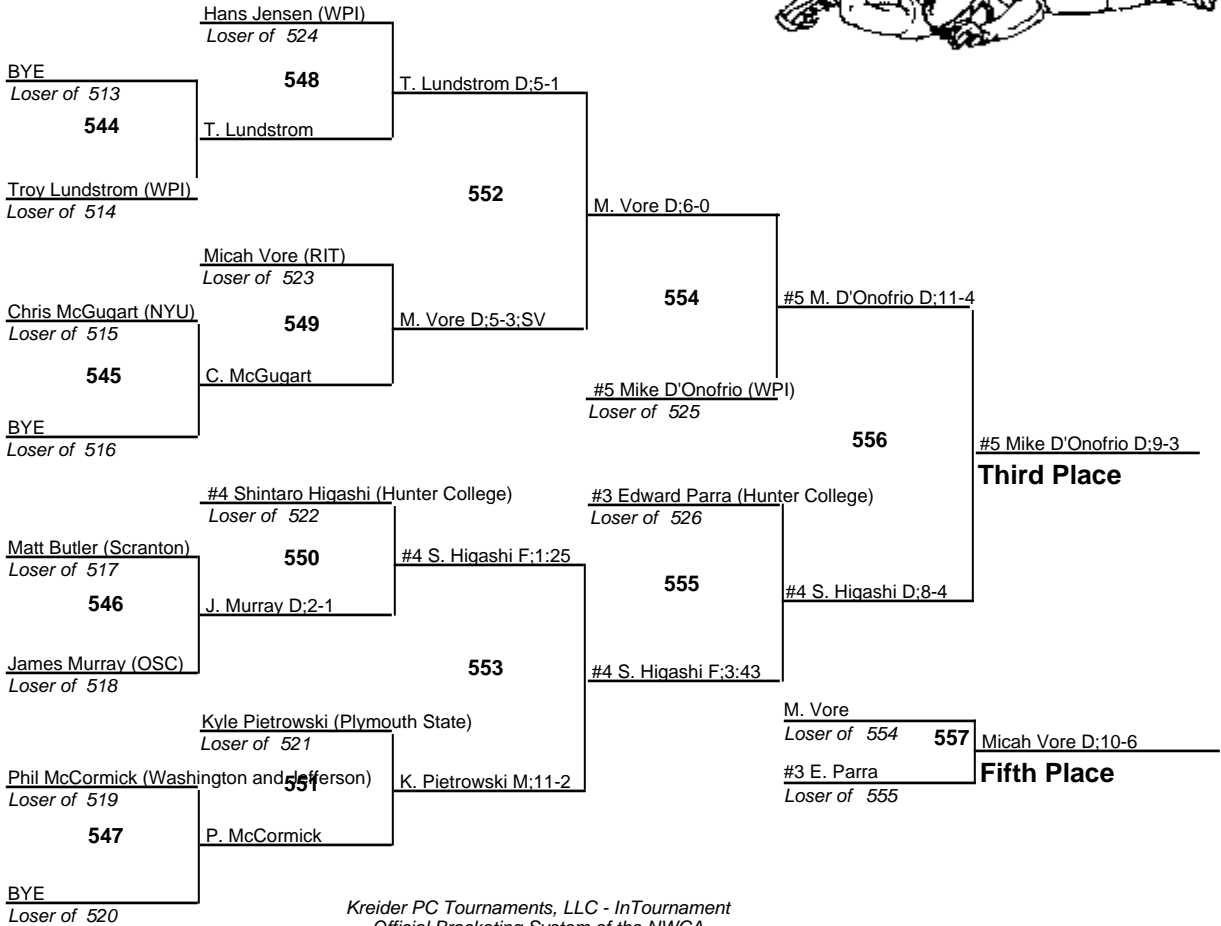 Hans Jensen (WPI)
Loser of 524
BYE
Loser of 513
548
T. Lundstrom D;5-1
544
T. Lundstrom
Troy Lundstrom (WPI)
Loser of 514
552
M. Vore D;6-0
Micah Vore (RIT)
Loser of 523
Chris McGugart (NYU)
Loser of 515
549
M. Vore D;5-3;SV
554
#5 M. D'Onofrio D;11-4
545
C. McGugart
#5 Mike D'Onofrio (WPI)
Loser of 525
BYE
Loser of 516
556
#5 Mike D'Onofrio D;9-3
Third Place
#4 Shintaro Higashi (Hunter College)
Loser of 522
#3 Edward Parra (Hunter College)
Loser of 526
Matt Butler (Scranton)
Loser of 517
550
#4 S. Higashi F;1:25
555
546
J. Murray D;2-1
#4 S. Higashi D;8-4
James Murray (OSC)
Loser of 518
553
#4 S. Higashi F;3:43
Kyle Pietrowski (Plymouth State)
Loser of 521
M. Vore
Loser of 554
557
Micah Vore D;10-6
Fifth Place
#3 E. Parra
Loser of 555
Phil McCormick (Washington and Jefferson)
Loser of 519
551
K. Pietrowski M;11-2
547
P. McCormick
BYE
Loser of 520
Kreider PC Tournaments, LLC - InTournament
Official Bracketing System of the NWCA